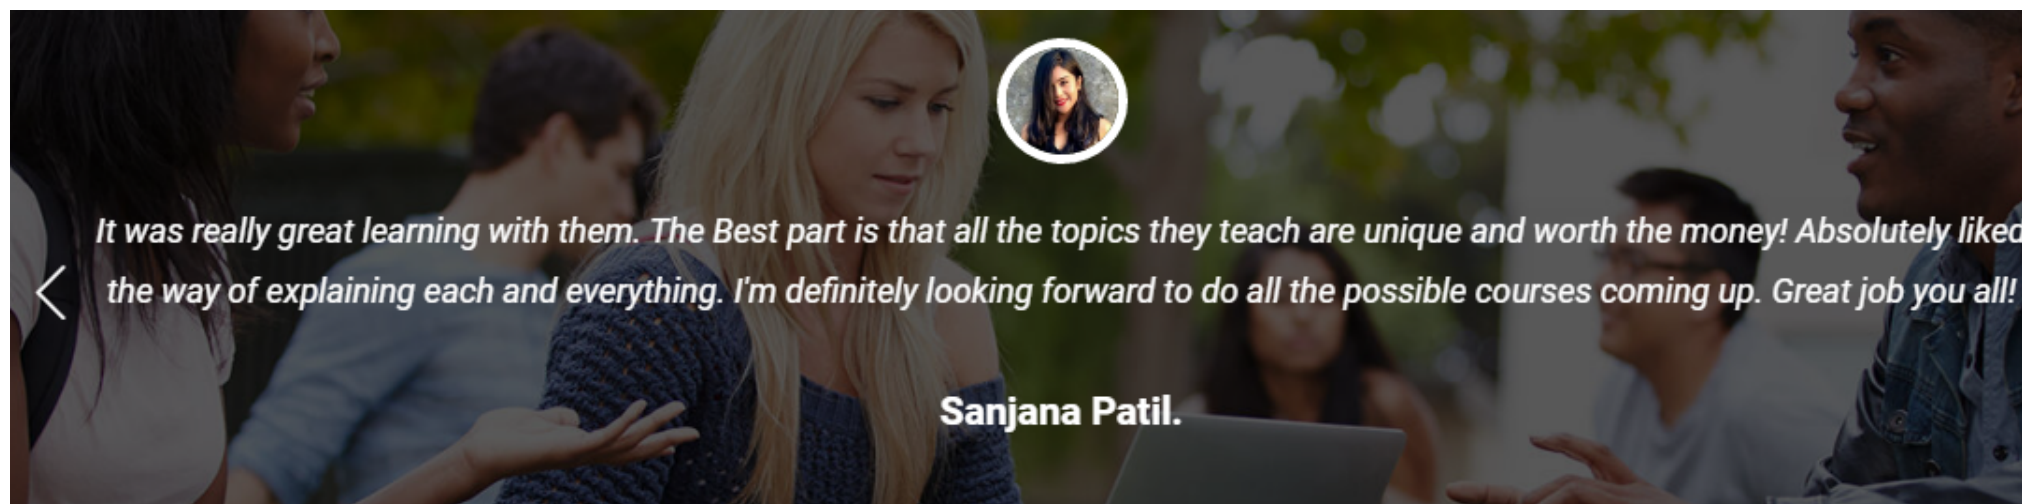 It was really great learning with them. The Best part is that all the topics they teach are unique and worth the money! Absolutely liked
the way of explaining each and everything. I'm definitely looking forward to do all the possible courses coming up. Great job you all!
Sanjana Patil.